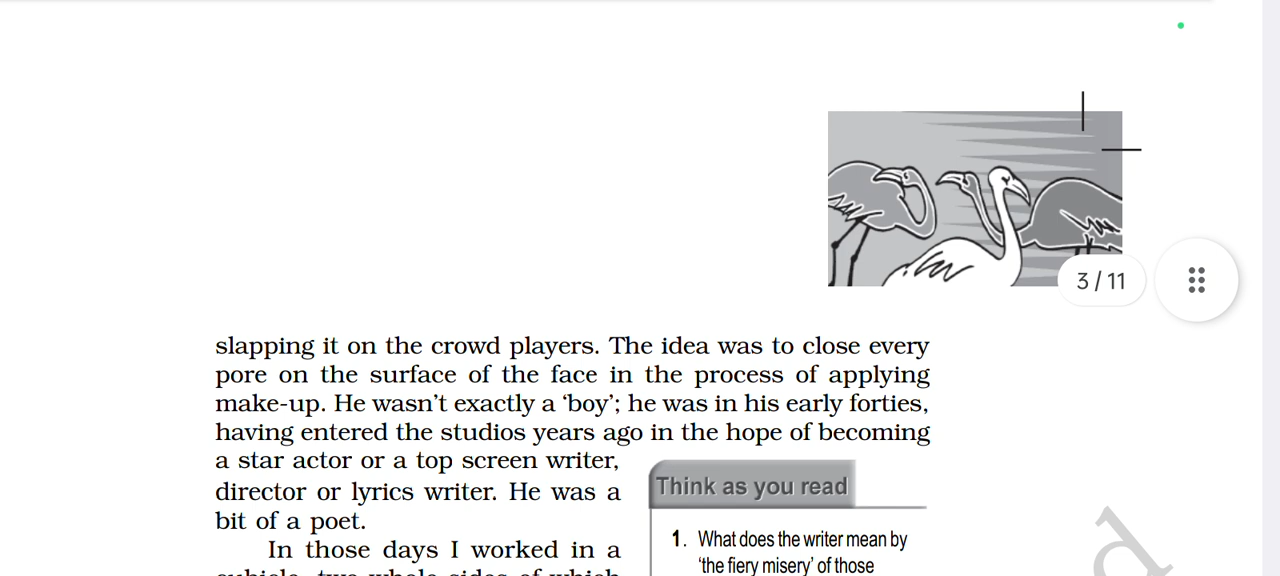 3 / 11
slapping it on the crowd players. The idea was to close every
pore on the surface of the face in the process of applying
make-up. He wasn't exactly a 'boy'; he was in his early forties,
having entered the studios years ago in the hope of becoming
a star actor or a top screen writer,
director or lyrics writer. He was a
bit of a poet.
In those days I worked in a
Think as you read
1. What does the writer mean by
'the fiery misery' of those
d